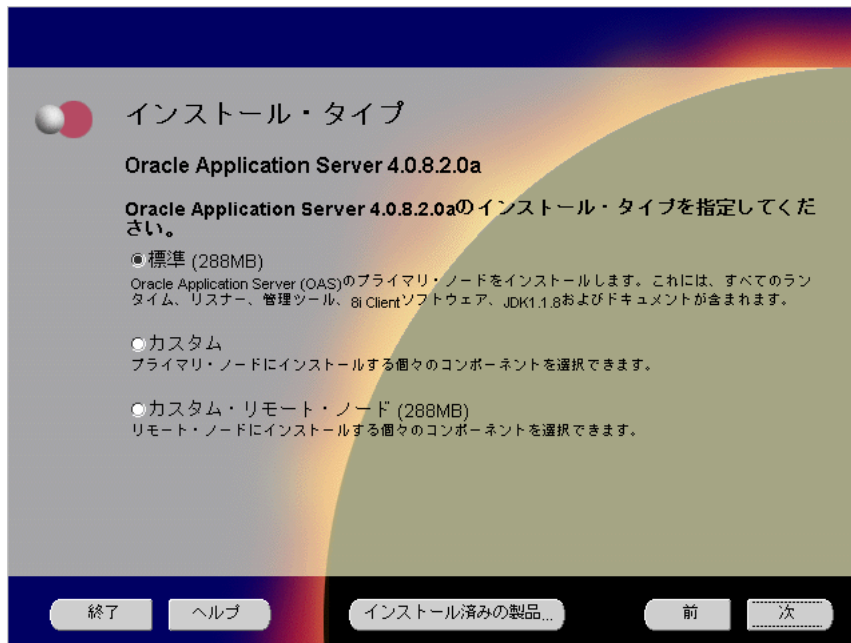 インストール・タイプ
Oracle Application Server 4.0.8.2.0a
Oracle Application Server 4.0.8.2.0aのインストール・タイプを指定してくだ
さい。
標準 (288MB)
Oracle Application Server (OAS)のプライマリ・ノードをインストールします。これには、すべてのラン
タイム、リスナー、管理ツール、8i Clientソフトウェア、JDK1.1.8およびドキュメントが含まれます。
カスタム
プライマリ・ノードにインストールする個々のコンポーネントを選択できます。
カスタム・リモート・ノード (288MB)
リモート・ノードにインストールする個々のコンポーネントを選択できます。
終了 ヘルプ インストール済みの製品... 前 次